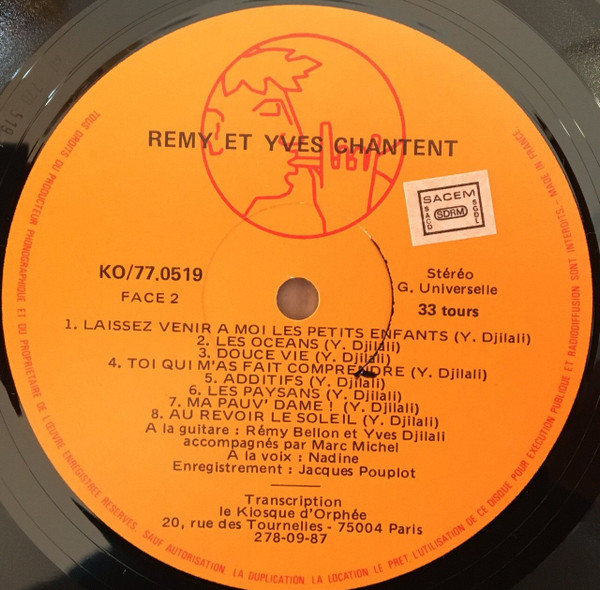 REMY ET YVES CHANTENT
SACEM
SACD
SDRM
SGDL
KO/77.0519
FACE 2
Stéréo
G. Universelle
33 tours
1. LAISSEZ VENIR A MOI LES PETITS ENFANTS (Y. Djilali)
2. LES OCEANS (Y. Djilali)
3. DOUCE VIE (Y. Djilali)
4. TOI QUI M'AS FAIT COMPRENDRE (Y. Djilali)
5. ADDITIFS (Y. Djilali)
6. LES PAYSANS (Y. Djilali)
7. MA PAUV' DAME ! (Y. Djilali)
8. AU REVOIR LE SOLEIL (Y. Djilali)
A la guitare : Rémy Bellon et Yves Djilali
accompagnés par Marc Michel
A la voix : Nadine
Enregistrement : Jacques Pouplot
Transcription
le Kiosque d'Orphée
20, rue des Tournelles - 75004 Paris
278-09-87
TOUS DROITS DU PRODUCTEUR PHONOGRAPHIQUE ET DU PROPRIETAIRE DE L'ŒUVRE ENREGISTREE RESERVES. SAUF AUTORISATION. LA DUPLICATION. LA LOCATION LE PRET. L'UTILISATION DE CE DISQUE POUR EXECUTION PUBLIQUE ET RADIODIFFUSION SONT INTERDITS. - MADE IN FRANCE